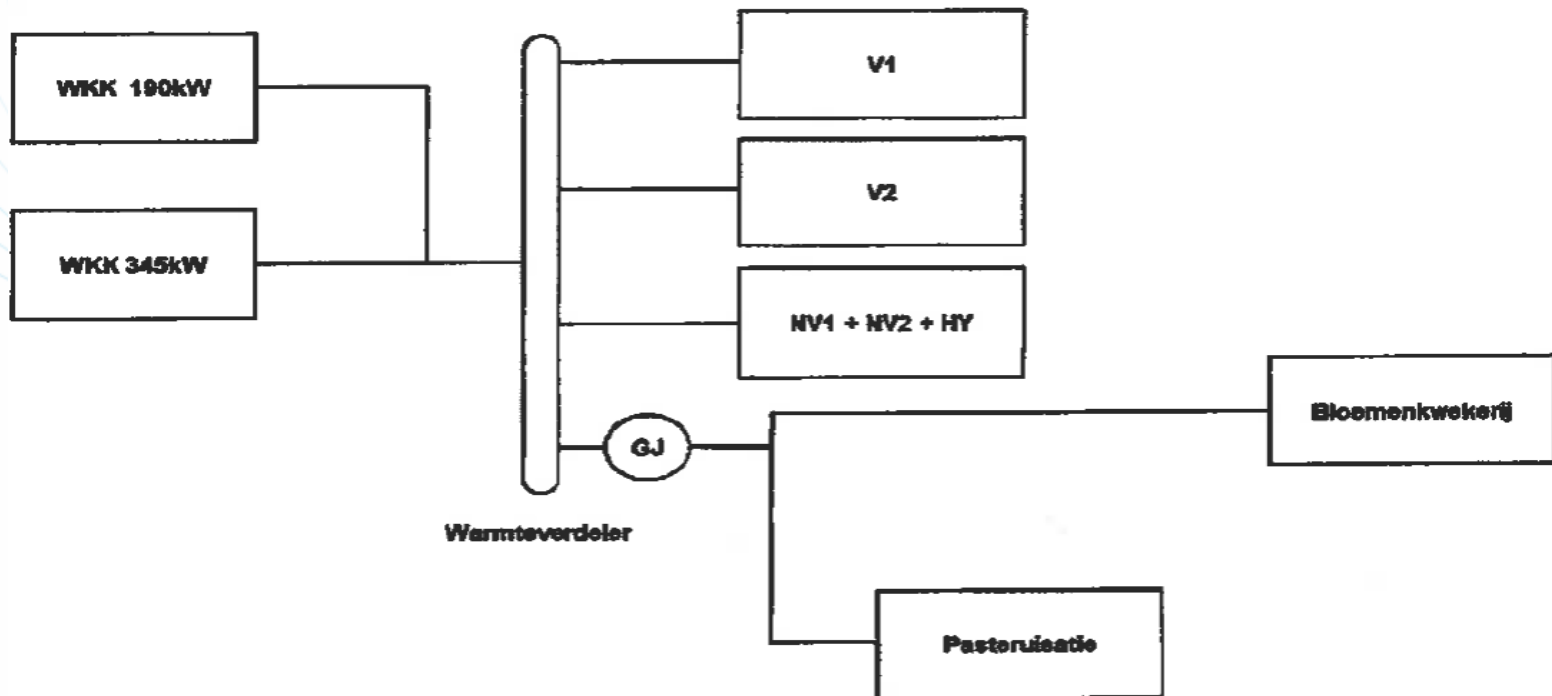 WKK 190kW
V1
V2
WKK 345kW
NV1 + NV2 + HY
Bloemenkwekerij
GJ
Warmteverdeler
Pasteruisatie